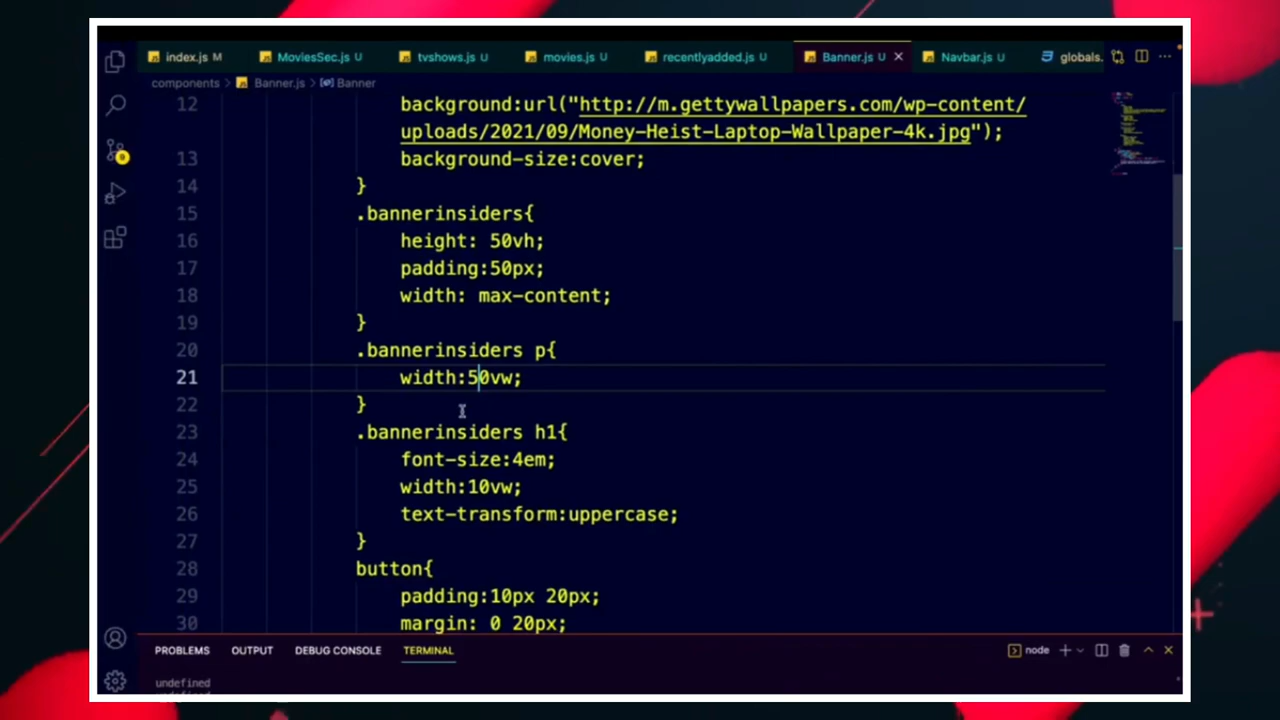 index.js M MoviesSec.js U tvshows.js U movies.js U recentlyadded.js U Banner.js U Navbar.js U globals.
components > Banner.js > Banner
12 background:url("http://m.gettywallpapers.com/wp-content/
uploads/2021/09/Money-Heist-Laptop-Wallpaper-4k.jpg");
13 background-size:cover;
14 }
15 .bannerinsiders{
16 height: 50vh;
17 padding:50px;
18 width: max-content;
19 }
20 .bannerinsiders p{
21 width:50vw;
22 }
23 .bannerinsiders h1{
24 font-size:4em;
25 width:10vw;
26 text-transform:uppercase;
27 }
28 button{
29 padding:10px 20px;
30 margin: 0 20px;
PROBLEMS OUTPUT DEBUG CONSOLE TERMINAL node
undefined